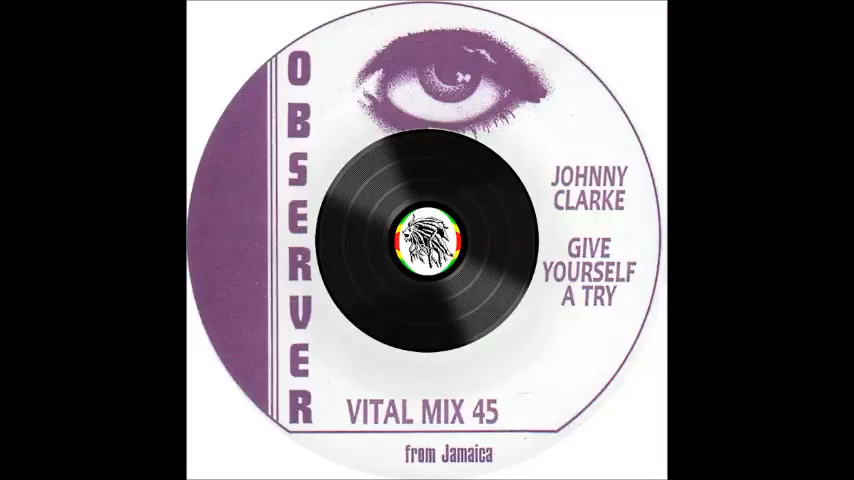 OBSERVER
JOHNNY
CLARKE
GIVE
YOURSELF
A TRY
VITAL MIX 45
from Jamaica